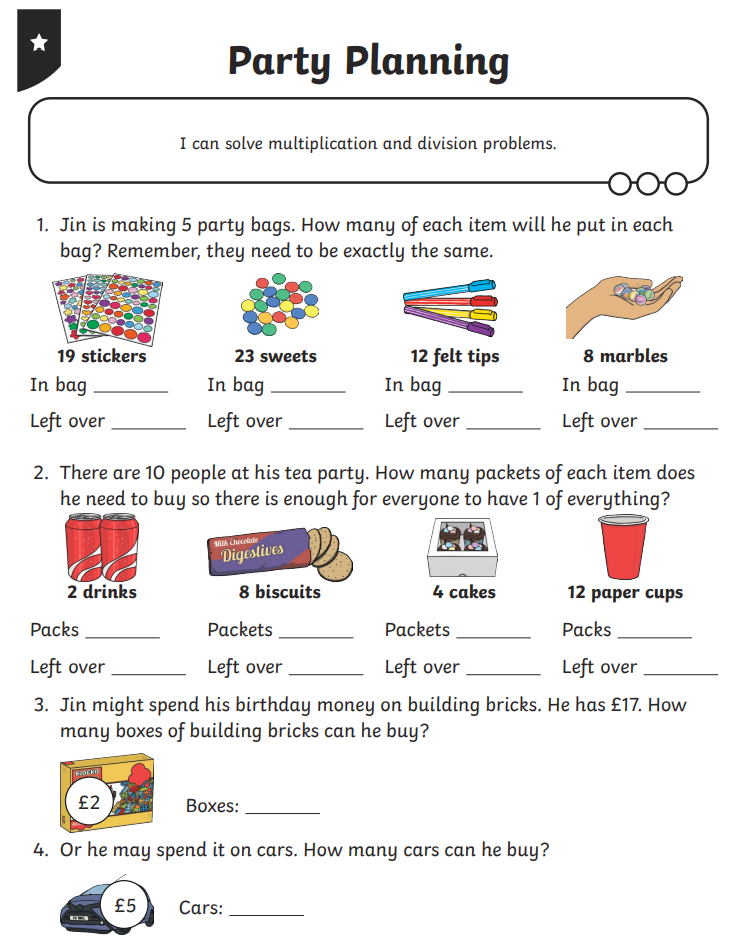 Party Planning
I can solve multiplication and division problems.
1. Jin is making 5 party bags. How many of each item will he put in each
bag? Remember, they need to be exactly the same.
19 stickers 23 sweets 12 felt tips 8 marbles
In bag ________ In bag ________ In bag ________ In bag ________
Left over ________ Left over ________ Left over ________ Left over ________
2. There are 10 people at his tea party. How many packets of each item does
he need to buy so there is enough for everyone to have 1 of everything?
Milk Chocolate
Digestives
2 drinks 8 biscuits 4 cakes 12 paper cups
Packs ________ Packets ________ Packets ________ Packs ________
Left over ________ Left over ________ Left over ________ Left over ________
3. Jin might spend his birthday money on building bricks. He has £17. How
many boxes of building bricks can he buy?
BLOCKO
£2 Boxes: ________
4. Or he may spend it on cars. How many cars can he buy?
£5 Cars: ________